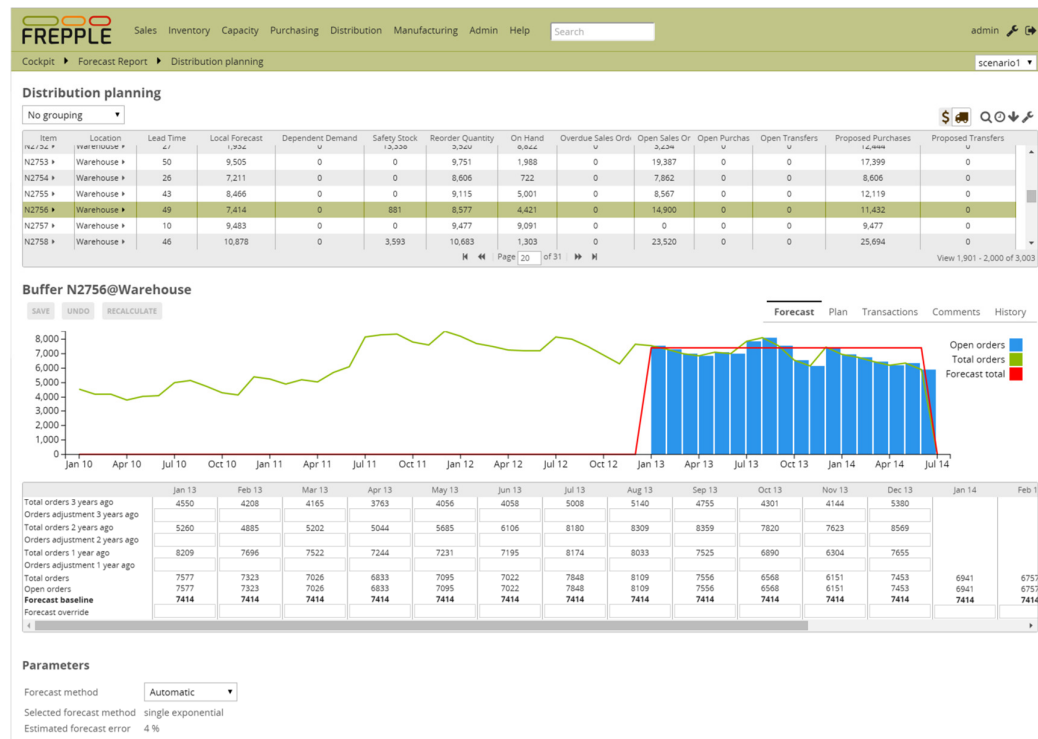 FREPPLE Sales Inventory Capacity Purchasing Distribution Manufacturing Admin Help Search admin
Cockpit Forecast Report Distribution planning scenario1
Distribution planning
No grouping $
Item Location Lead Time Local Forecast Dependent Demand Safety Stock Reorder Quantity On Hand Overdue Sales Ord Open Sales Or Open Purchas Open Transfers Proposed Purchases Proposed Transfers
N2752 Warehouse 27 1,952 0 13,338 5,520 8,822 0 3,254 0 0 12,444 0
N2753 Warehouse 50 9,505 0 0 9,751 1,988 0 19,387 0 0 17,399 0
N2754 Warehouse 26 7,211 0 0 8,606 722 0 7,862 0 0 8,606 0
N2755 Warehouse 43 8,466 0 0 9,115 5,001 0 8,567 0 0 12,119 0
N2756 Warehouse 49 7,414 0 881 8,577 4,421 0 14,900 0 0 11,432 0
N2757 Warehouse 10 9,483 0 0 9,477 9,091 0 0 0 0 9,477 0
N2758 Warehouse 46 10,878 0 3,593 10,683 1,303 0 23,520 0 0 25,694 0
Page 20 of 31 View 1,901 - 2,000 of 3,003
Buffer N2756@Warehouse
SAVE UNDO RECALCULATE Forecast Plan Transactions Comments History
8,000
7,000
6,000
5,000
4,000
3,000
2,000
1,000
0
Open orders
Total orders
Forecast total
Jan 10 Apr 10 Jul 10 Oct 10 Jan 11 Apr 11 Jul 11 Oct 11 Jan 12 Apr 12 Jul 12 Oct 12 Jan 13 Apr 13 Jul 13 Oct 13 Jan 14 Apr 14 Jul 14
Jan 13 Feb 13 Mar 13 Apr 13 May 13 Jun 13 Jul 13 Aug 13 Sep 13 Oct 13 Nov 13 Dec 13 Jan 14 Feb 1
Total orders 3 years ago 4550 4208 4165 3763 4056 4058 5008 5140 4755 4301 4144 5380
Orders adjustment 3 years ago
Total orders 2 years ago 5260 4885 5202 5044 5685 6106 8180 8309 8359 7820 7623 8569
Orders adjustment 2 years ago
Total orders 1 year ago 8209 7696 7522 7244 7231 7195 8174 8033 7525 6890 6304 7655
Orders adjustment 1 year ago
Total orders 7577 7323 7026 6833 7095 7022 7848 8109 7556 6568 6151 7453 6941 6757
Open orders 7577 7323 7026 6833 7095 7022 7848 8109 7556 6568 6151 7453 6941 6757
Forecast baseline 7414 7414 7414 7414 7414 7414 7414 7414 7414 7414 7414 7414 7414 7414
Forecast override
Parameters
Forecast method Automatic
Selected forecast method single exponential
Estimated forecast error 4 %